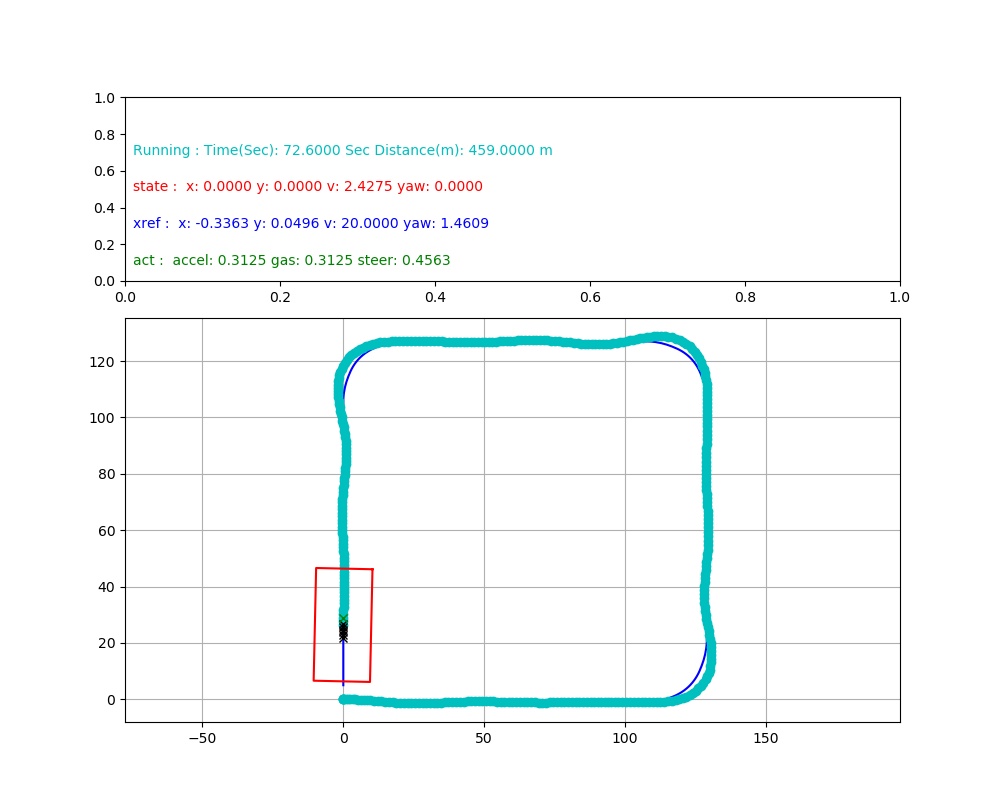 1.0
0.8
0.6
0.4
0.2
0.0
Running : Time(Sec): 72.6000 Sec Distance(m): 459.0000 m
state :  x: 0.0000 y: 0.0000 v: 2.4275 yaw: 0.0000
xref :  x: -0.3363 y: 0.0496 v: 20.0000 yaw: 1.4609
act :  accel: 0.3125 gas: 0.3125 steer: 0.4563
0.0 0.2 0.4 0.6 0.8 1.0
120
100
80
60
40
20
0
−50 0 50 100 150